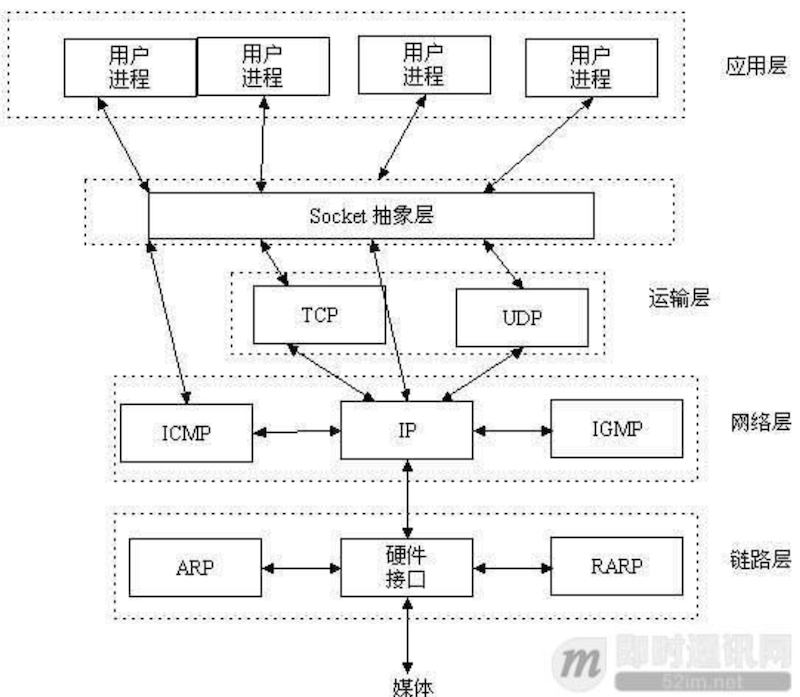 用户
进程
用户
进程
用户
进程
用户
进程
应用层
Socket 抽象层
TCP
UDP
运输层
ICMP
IP
IGMP
网络层
ARP
硬件
接口
RARP
链路层
媒体
m
即时通讯网
52im.net